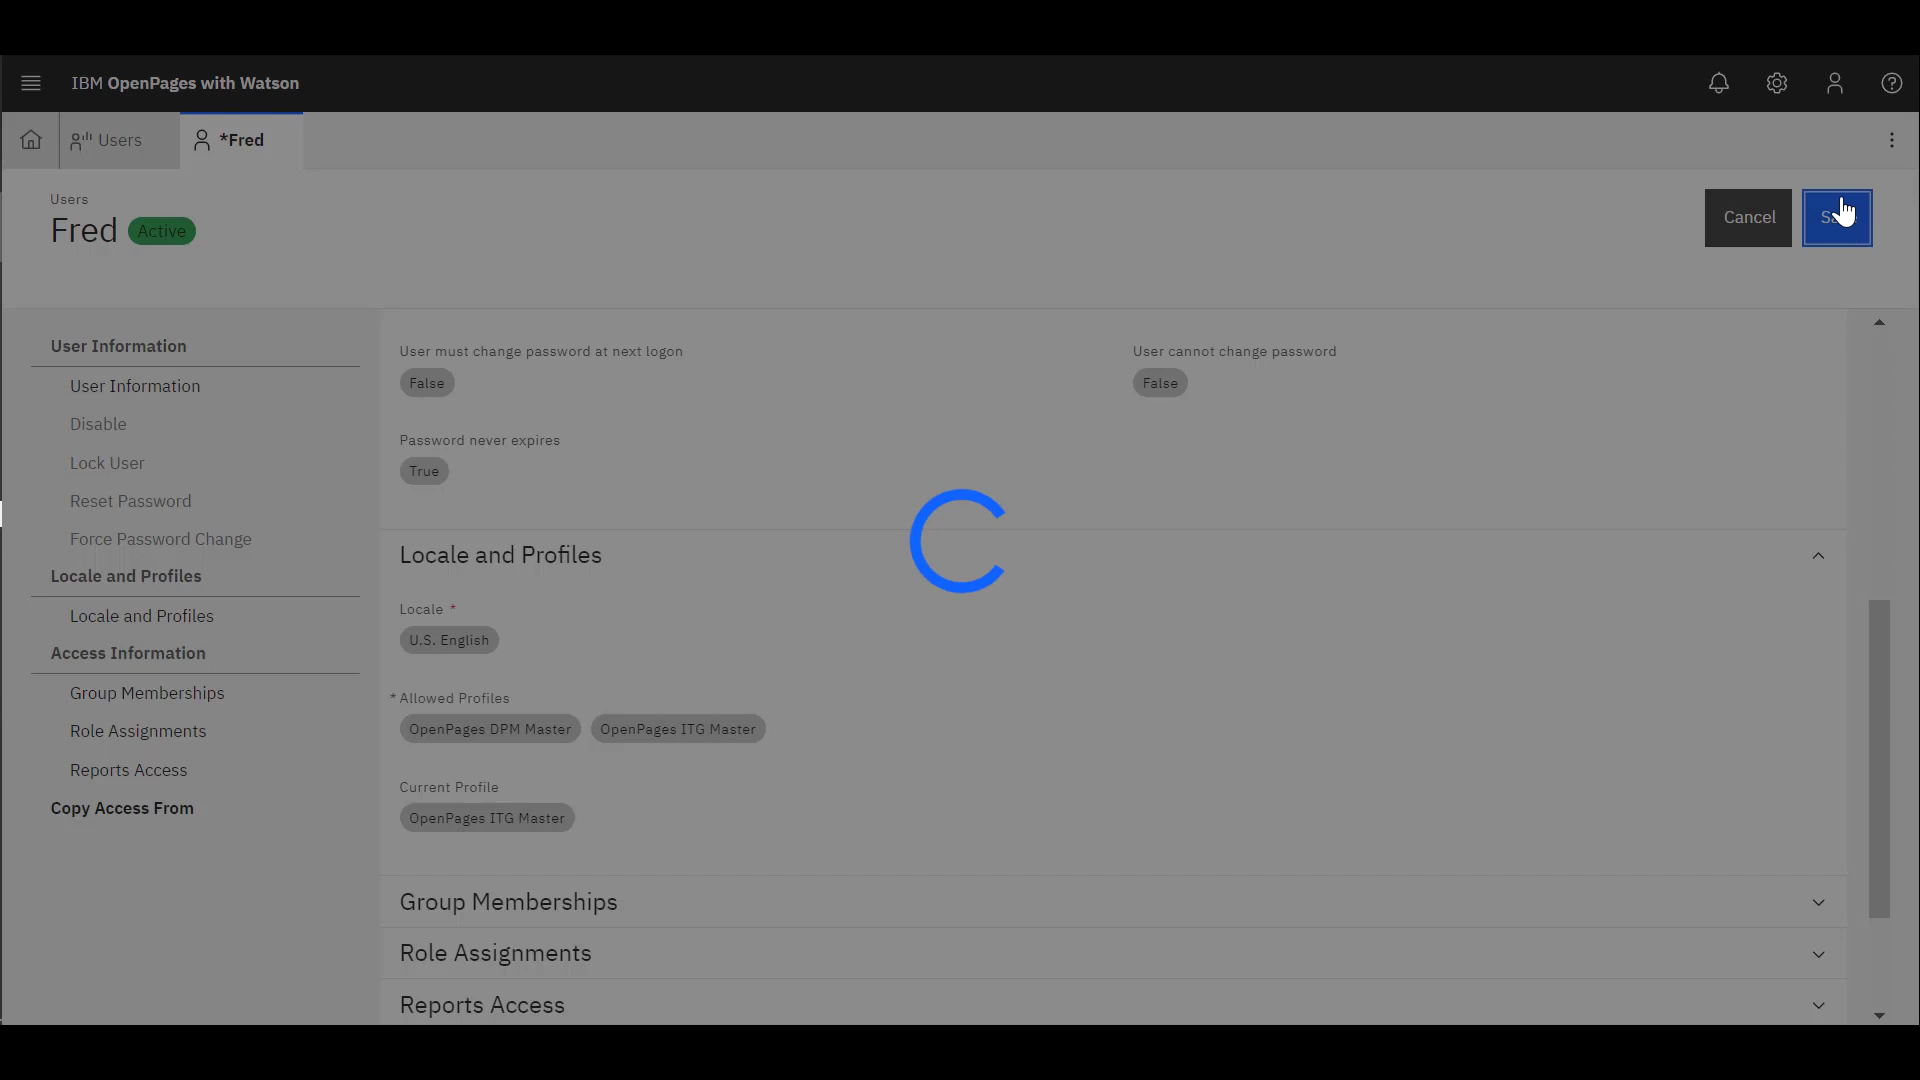 IBM OpenPages with Watson
Users
*Fred
Users
Fred
Active
Cancel
User Information
User Information
Disable
Lock User
Reset Password
Force Password Change
Locale and Profiles
Locale and Profiles
Access Information
Group Memberships
Role Assignments
Reports Access
Copy Access From
User must change password at next logon
False
User cannot change password
False
Password never expires
True
Locale and Profiles
Locale *
U.S. English
* Allowed Profiles
OpenPages DPM Master
OpenPages ITG Master
Current Profile
OpenPages ITG Master
Group Memberships
Role Assignments
Reports Access